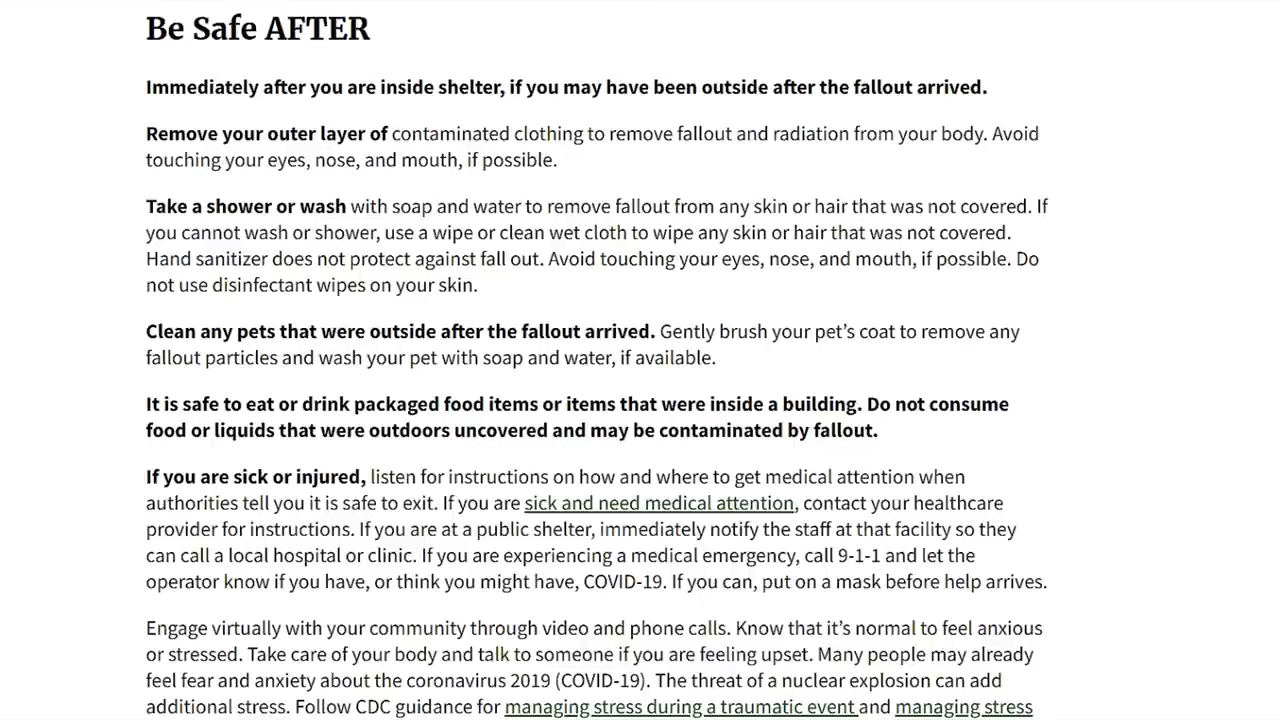 Be Safe AFTER
Immediately after you are inside shelter, if you may have been outside after the fallout arrived.
Remove your outer layer of contaminated clothing to remove fallout and radiation from your body. Avoid
touching your eyes, nose, and mouth, if possible.
Take a shower or wash with soap and water to remove fallout from any skin or hair that was not covered. If
you cannot wash or shower, use a wipe or clean wet cloth to wipe any skin or hair that was not covered.
Hand sanitizer does not protect against fall out. Avoid touching your eyes, nose, and mouth, if possible. Do
not use disinfectant wipes on your skin.
Clean any pets that were outside after the fallout arrived. Gently brush your pet’s coat to remove any
fallout particles and wash your pet with soap and water, if available.
It is safe to eat or drink packaged food items or items that were inside a building. Do not consume
food or liquids that were outdoors uncovered and may be contaminated by fallout.
If you are sick or injured, listen for instructions on how and where to get medical attention when
authorities tell you it is safe to exit. If you are sick and need medical attention, contact your healthcare
provider for instructions. If you are at a public shelter, immediately notify the staff at that facility so they
can call a local hospital or clinic. If you are experiencing a medical emergency, call 9-1-1 and let the
operator know if you have, or think you might have, COVID-19. If you can, put on a mask before help arrives.
Engage virtually with your community through video and phone calls. Know that it’s normal to feel anxious
or stressed. Take care of your body and talk to someone if you are feeling upset. Many people may already
feel fear and anxiety about the coronavirus 2019 (COVID-19). The threat of a nuclear explosion can add
additional stress. Follow CDC guidance for managing stress during a traumatic event and managing stress